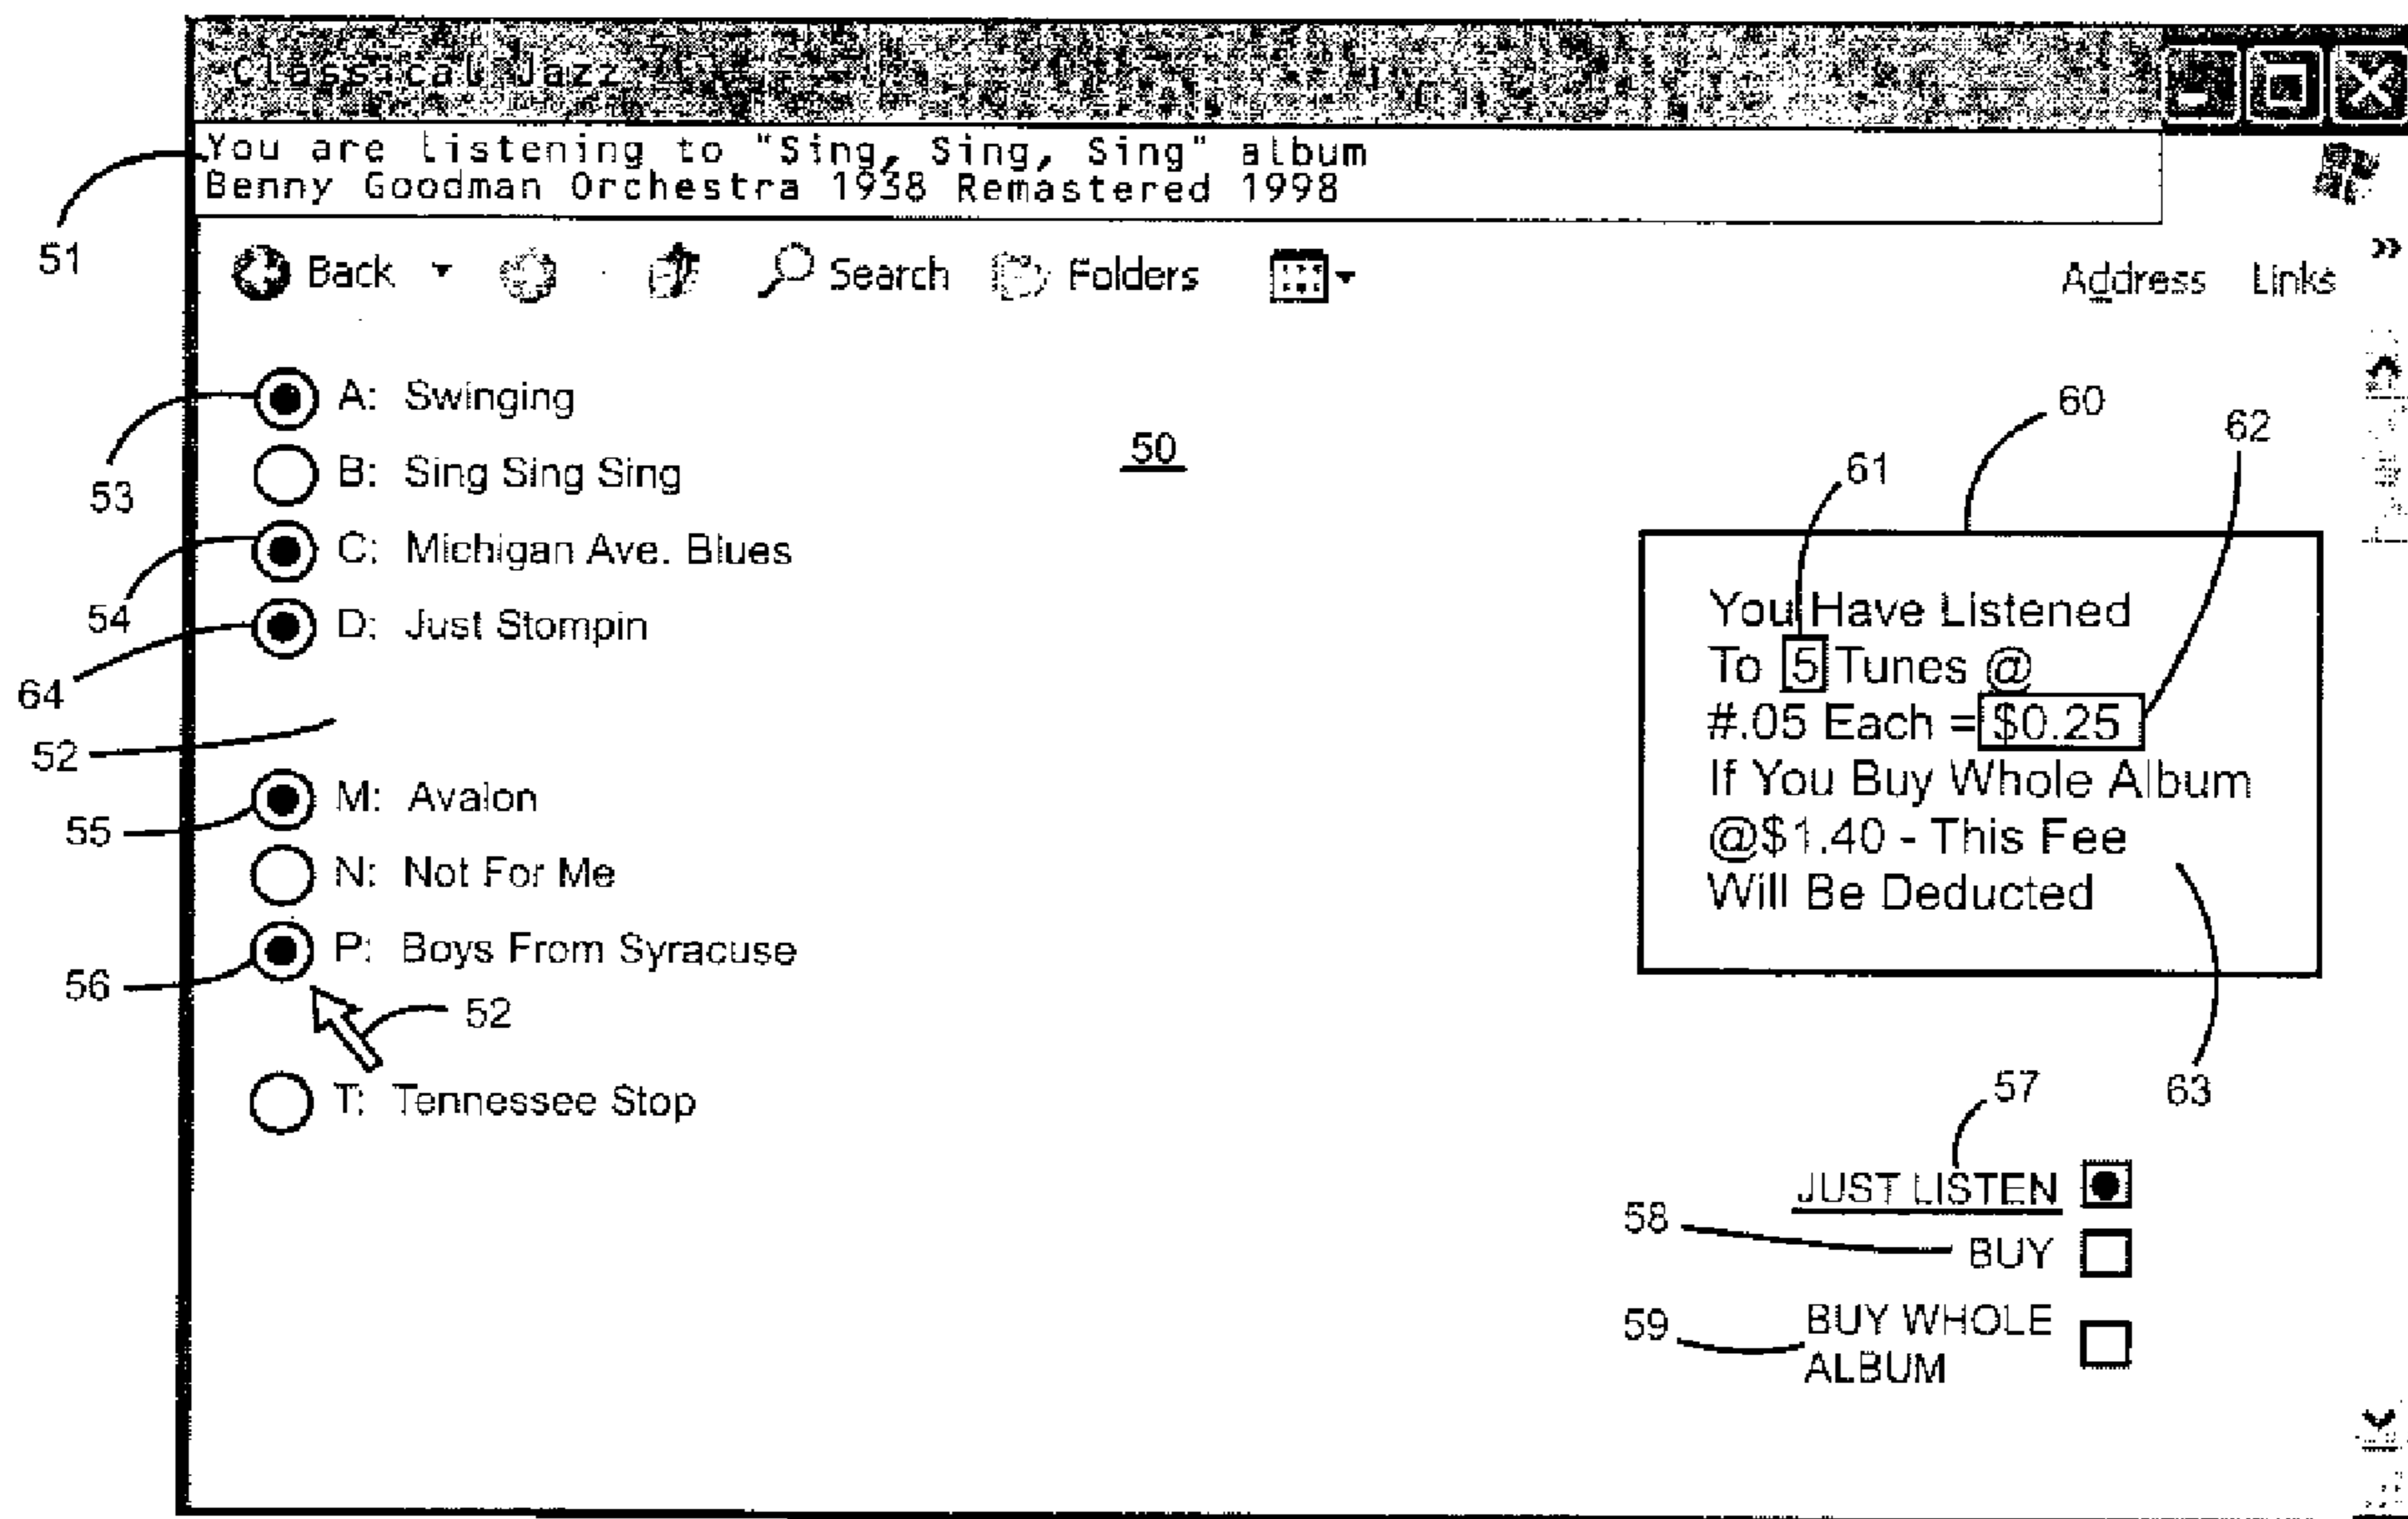 Classical Jazz
You are listening to "Sing, Sing, Sing" album
Benny Goodman Orchestra 1938 Remastered 1998
51
Back Search Folders Address Links »
A: Swinging
53
B: Sing Sing Sing
50
C: Michigan Ave. Blues
54
D: Just Stompin
64
52
M: Avalon
55
N: Not For Me
P: Boys From Syracuse
56
52
T: Tennessee Stop
60
62
61
You Have Listened
To 5 Tunes @
#.05 Each = $0.25
If You Buy Whole Album
@$1.40 - This Fee
Will Be Deducted
63
57
JUST LISTEN
58
BUY
59
BUY WHOLE
ALBUM